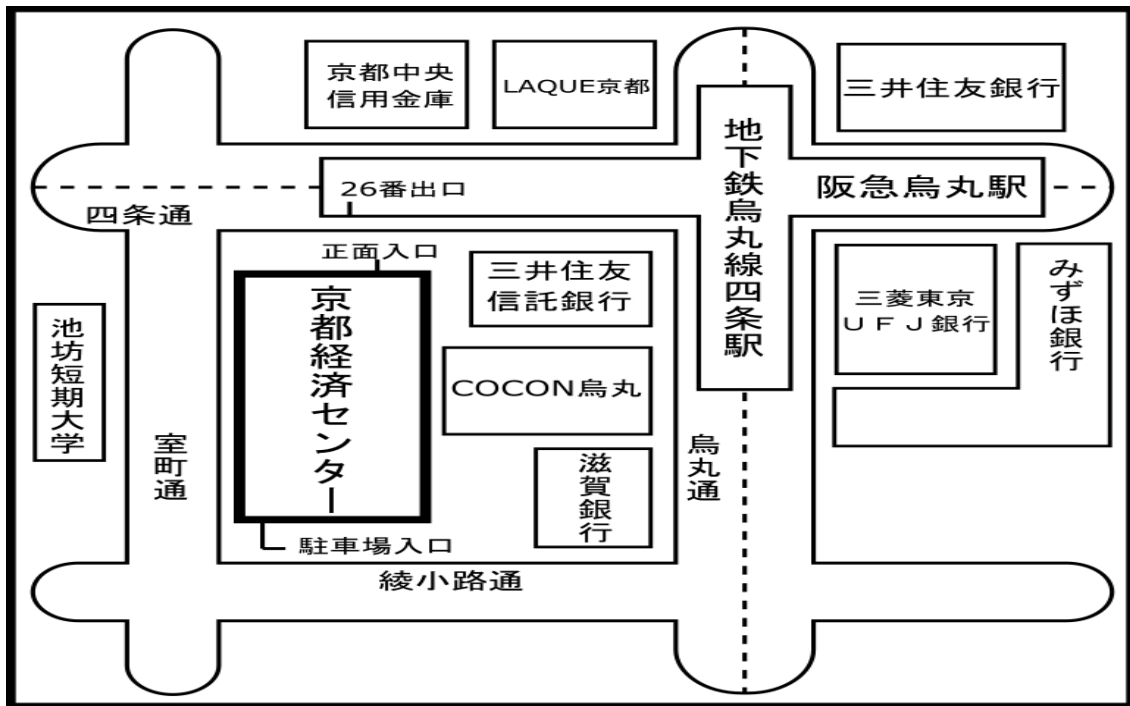 京都中央
信用金庫
LAQUE京都
三井住友銀行
地下鉄烏丸線四条駅
阪急烏丸駅
26番出口
四条通
正面入口
京都経済センター
三井住友
信託銀行
三菱東京
UFJ銀行
みずほ銀行
池坊短期大学
COCON烏丸
室町通
烏丸通
滋賀銀行
駐車場入口
綾小路通